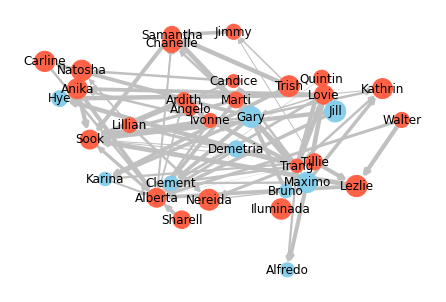 Samantha
Jimmy
Chanelle
Carline
Natosha
Candice
Quintin
Trish
Kathrin
Anika
Hye
Lovie
Ardith
Marti
Angelo
Jill
Gary
Ivonne
Walter
Lillian
Sook
Demetria
Tillie
Trang
Karina
Clement
Maximo
Lezlie
Bruno
Alberta
Nereida
Iluminada
Sharell
Alfredo